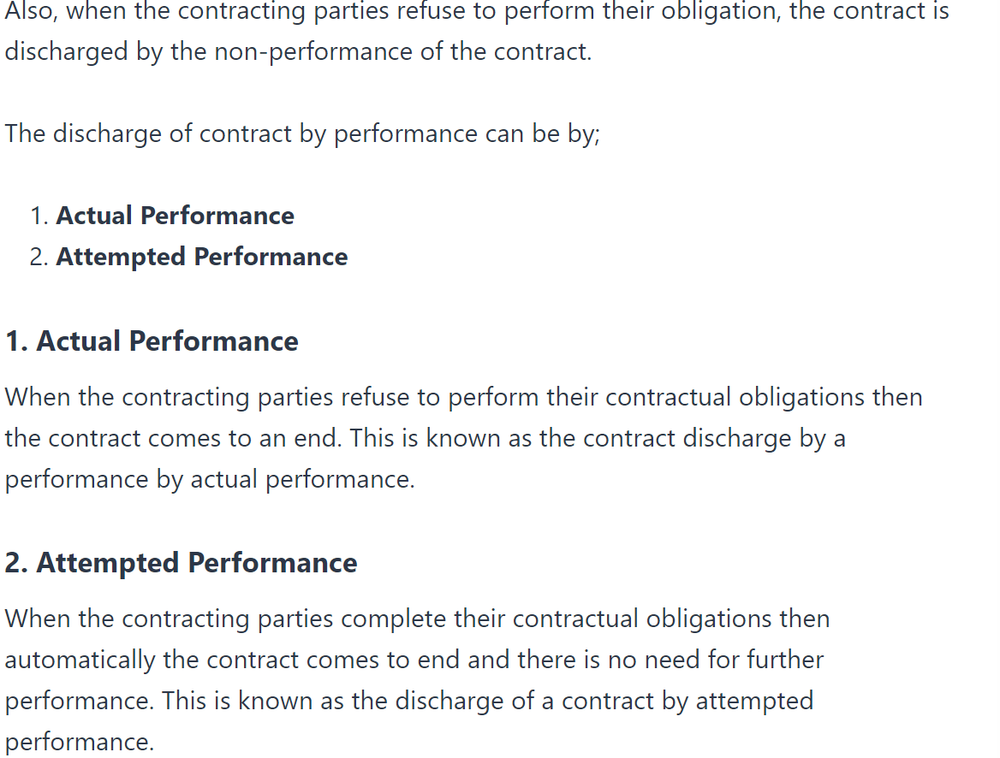 Also, when the contracting parties refuse to perform their obligation, the contract is
discharged by the non-performance of the contract.
The discharge of contract by performance can be by;
1. Actual Performance
2. Attempted Performance
1. Actual Performance
When the contracting parties refuse to perform their contractual obligations then
the contract comes to an end. This is known as the contract discharge by a
performance by actual performance.
2. Attempted Performance
When the contracting parties complete their contractual obligations then
automatically the contract comes to end and there is no need for further
performance. This is known as the discharge of a contract by attempted
performance.